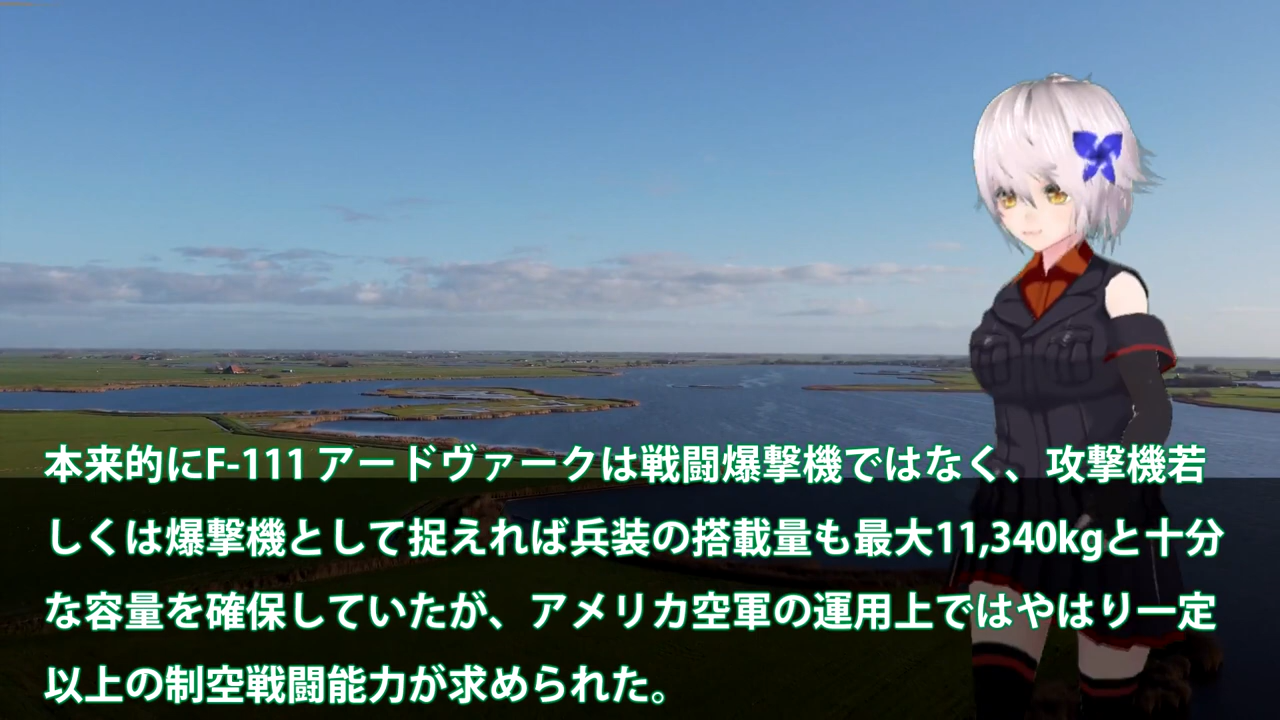 本来的にF-111 アードヴァークは戦闘爆撃機ではなく、攻撃機若
しくは爆撃機として捉えれば兵装の搭載量も最大11,340kgと十分
な容量を確保していたが、アメリカ空軍の運用上ではやはり一定
以上の制空戦闘能力が求められた。